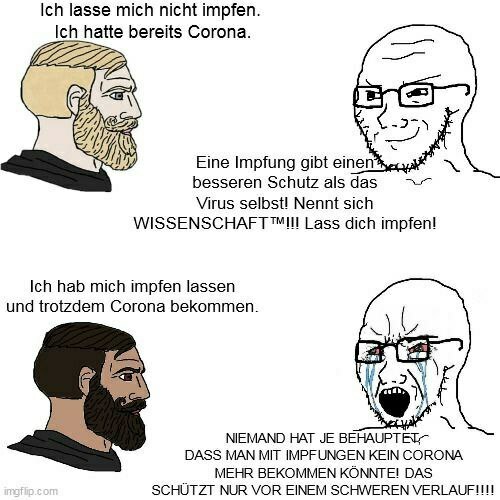 Ich lasse mich nicht impfen.
Ich hatte bereits Corona.
Eine Impfung gibt einen
besseren Schutz als das
Virus selbst! Nennt sich
WISSENSCHAFT™!!! Lass dich impfen!
Ich hab mich impfen lassen
und trotzdem Corona bekommen.
NIEMAND HAT JE BEHAUPTET,
DASS MAN MIT IMPFUNGEN KEIN CORONA
MEHR BEKOMMEN KÖNNTE! DAS
SCHÜTZT NUR VOR EINEM SCHWEREN VERLAUF!!!!
imgflip.com